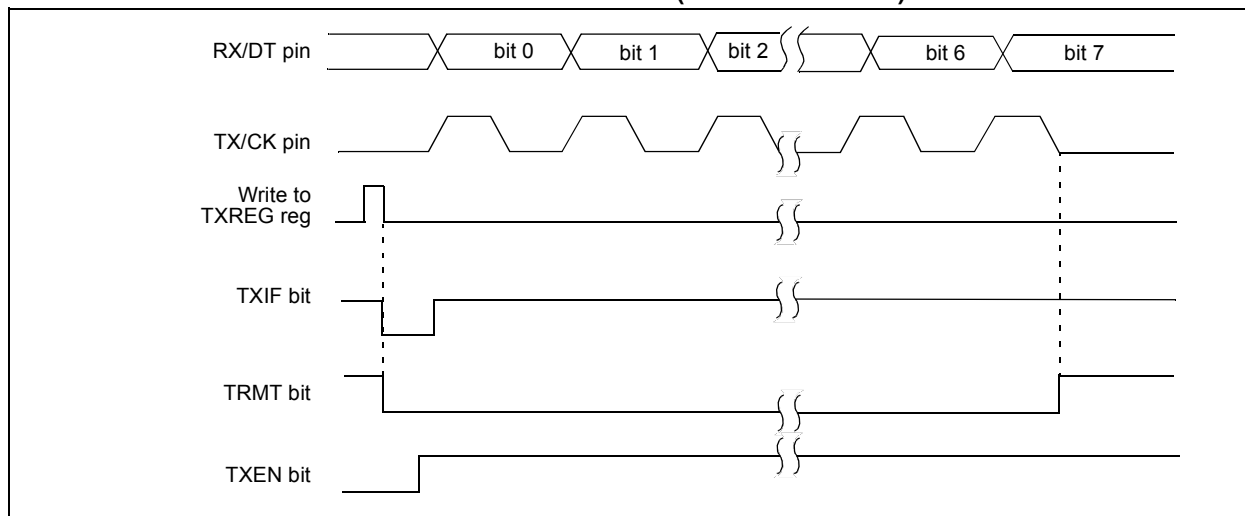 RX/DT pin
bit 0 bit 1 bit 2 bit 6 bit 7
TX/CK pin
Write to
TXREG reg
TXIF bit
TRMT bit
TXEN bit